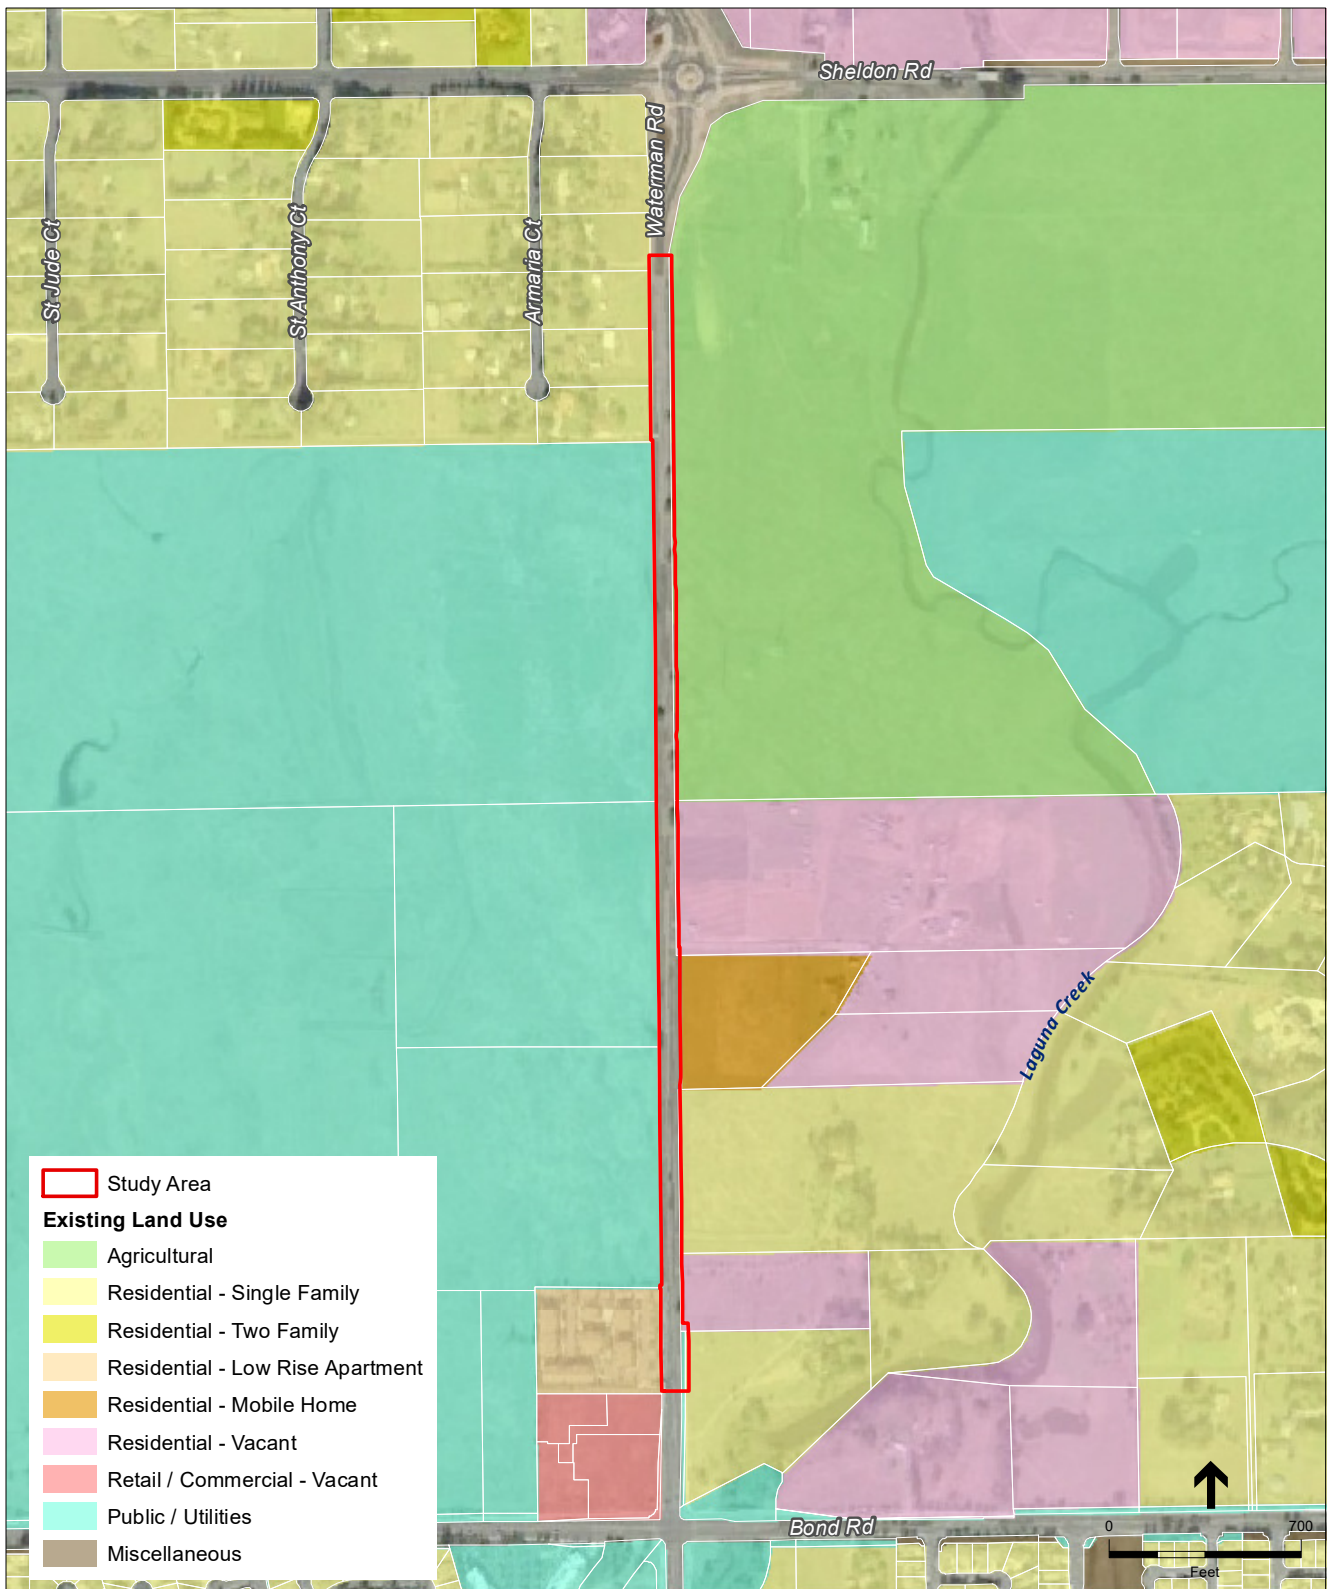 Sheldon Rd
Waterman Rd
St Jude Ct
St Anthony Ct
Armaria Ct
Laguna Creek
Study Area
Existing Land Use
Agricultural
Residential - Single Family
Residential - Two Family
Residential - Low Rise Apartment
Residential - Mobile Home
Residential - Vacant
Retail / Commercial - Vacant
Public / Utilities
Miscellaneous
Bond Rd
0 700
Feet